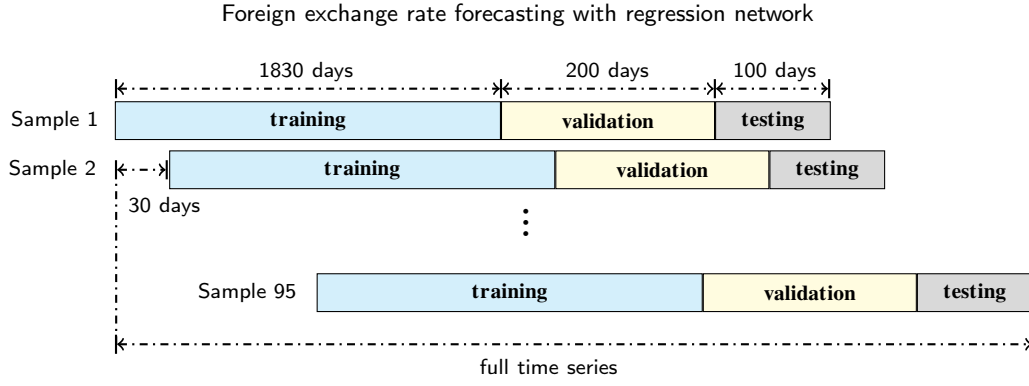 Foreign exchange rate forecasting with regression network
1830 days
200 days
100 days
Sample 1
training
validation
testing
Sample 2
training
validation
testing
30 days
Sample 95
training
validation
testing
full time series